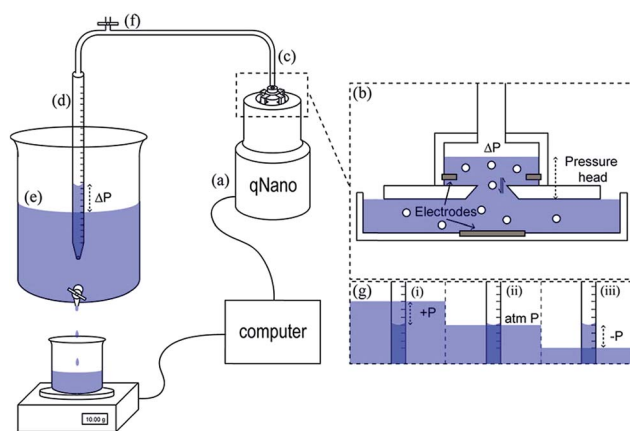 (f)
(c)
(d)
ΔP
(e)
(a)
qNano
computer
10.00 g
(b)
ΔP
Pressure
head
Electrodes
(g)
(i)
+P
(ii)
atm P
(iii)
-P